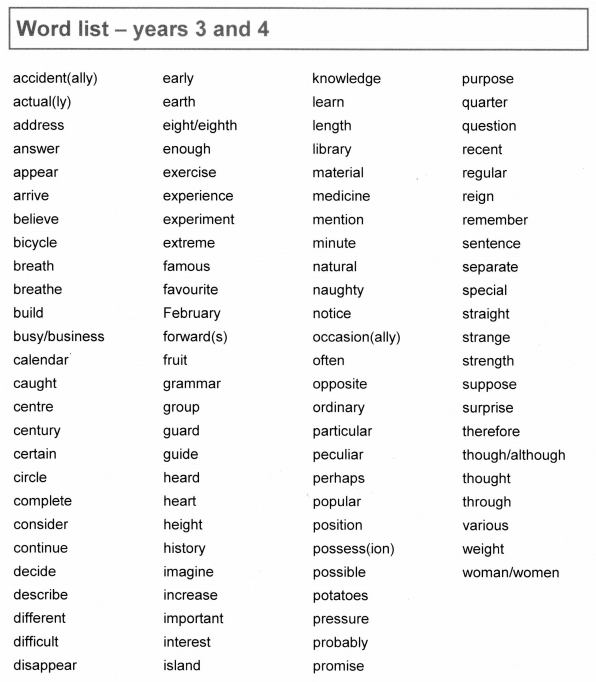 Word list – years 3 and 4
accident(ally)
actual(ly)
address
answer
appear
arrive
believe
bicycle
breath
breathe
build
busy/business
calendar
caught
centre
century
certain
circle
complete
consider
continue
decide
describe
different
difficult
disappear
early
earth
eight/eighth
enough
exercise
experience
experiment
extreme
famous
favourite
February
forward(s)
fruit
grammar
group
guard
guide
heard
heart
height
history
imagine
increase
important
interest
island
knowledge
learn
length
library
material
medicine
mention
minute
natural
naughty
notice
occasion(ally)
often
opposite
ordinary
particular
peculiar
perhaps
popular
position
possess(ion)
possible
potatoes
pressure
probably
promise
purpose
quarter
question
recent
regular
reign
remember
sentence
separate
special
straight
strange
strength
suppose
surprise
therefore
though/although
thought
through
various
weight
woman/women